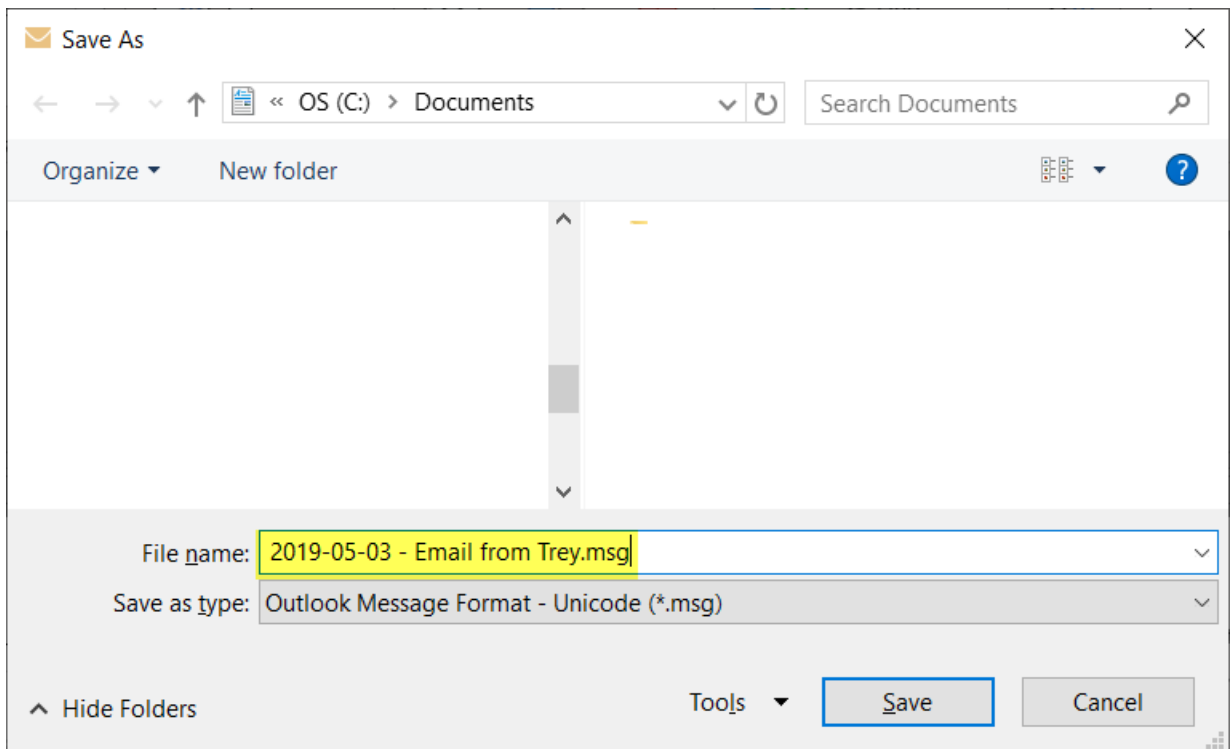 Save As
« OS (C:) > Documents
Search Documents
Organize
New folder
?
File name: 2019-05-03 - Email from Trey.msg
Save as type: Outlook Message Format - Unicode (*.msg)
Hide Folders
Tools
Save
Cancel